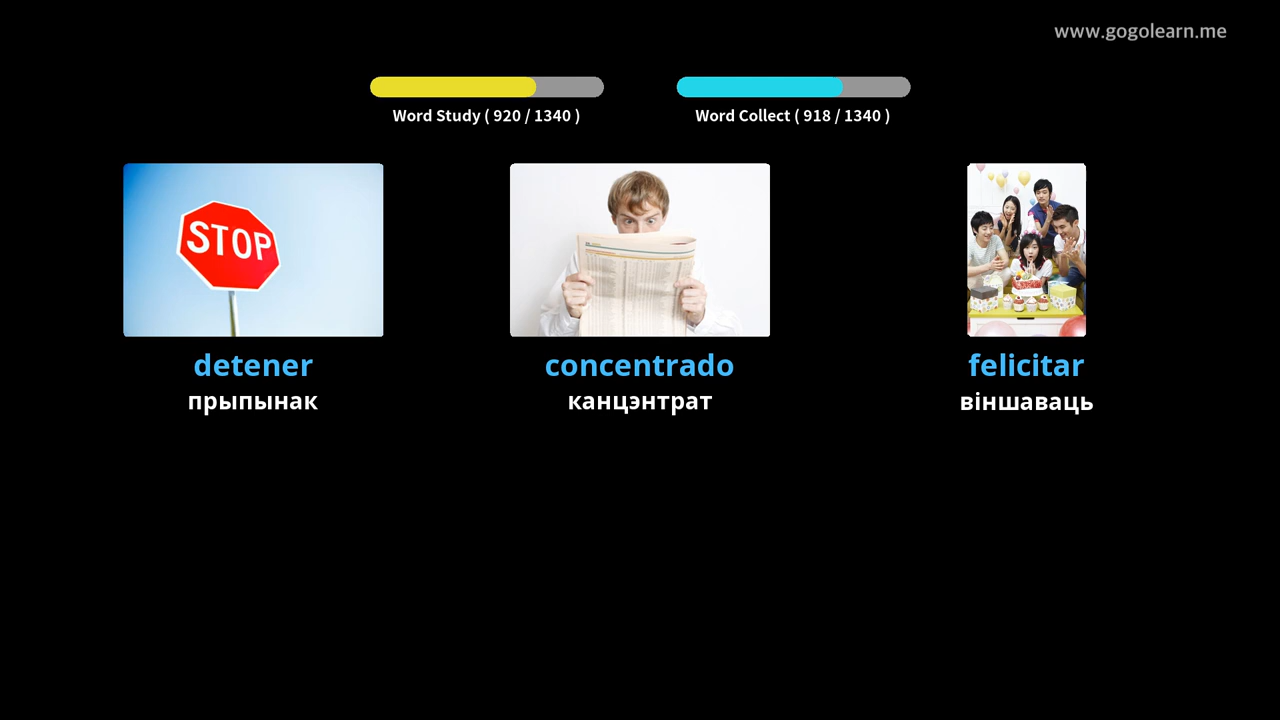 www.gogolearn.me
Word Study ( 920 / 1340 )
Word Collect ( 918 / 1340 )
STOP
detener
прыпынак
concentrado
канцэнтрат
felicitar
віншаваць